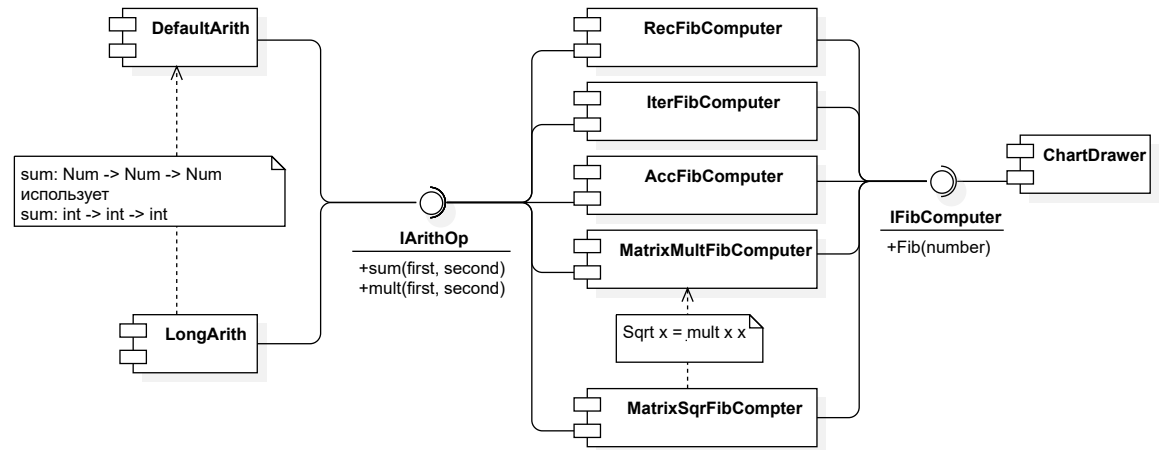 DefaultArith
RecFibComputer
IterFibComputer
ChartDrawer
sum: Num -> Num -> Num
использует
sum: int -> int -> int
AccFibComputer
IArithOp
+sum(first, second)
+mult(first, second)
IFibComputer
+Fib(number)
MatrixMultFibComputer
LongArith
Sqrt x = mult x x
MatrixSqrFibCompter